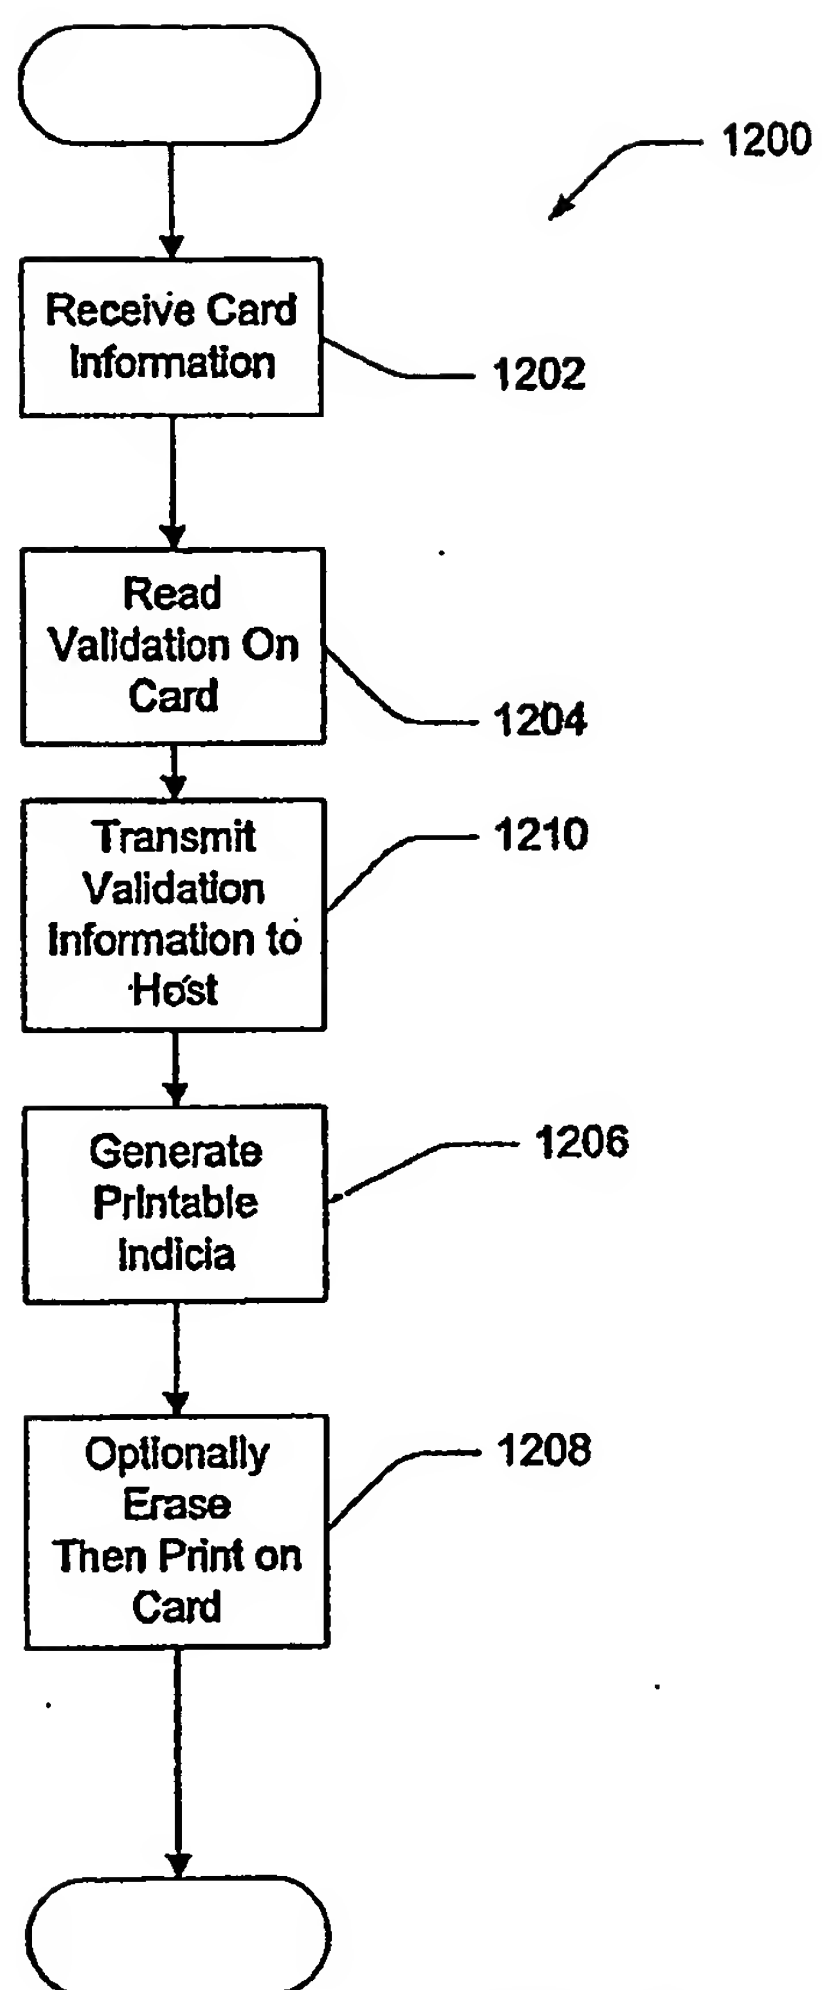 1200
Receive Card
Information
1202
Read
Validation On
Card
1204
1210
Transmit
Validation
Information to
Host
1206
Generate
Printable
Indicia
1208
Optionally
Erase
Then Print on
Card